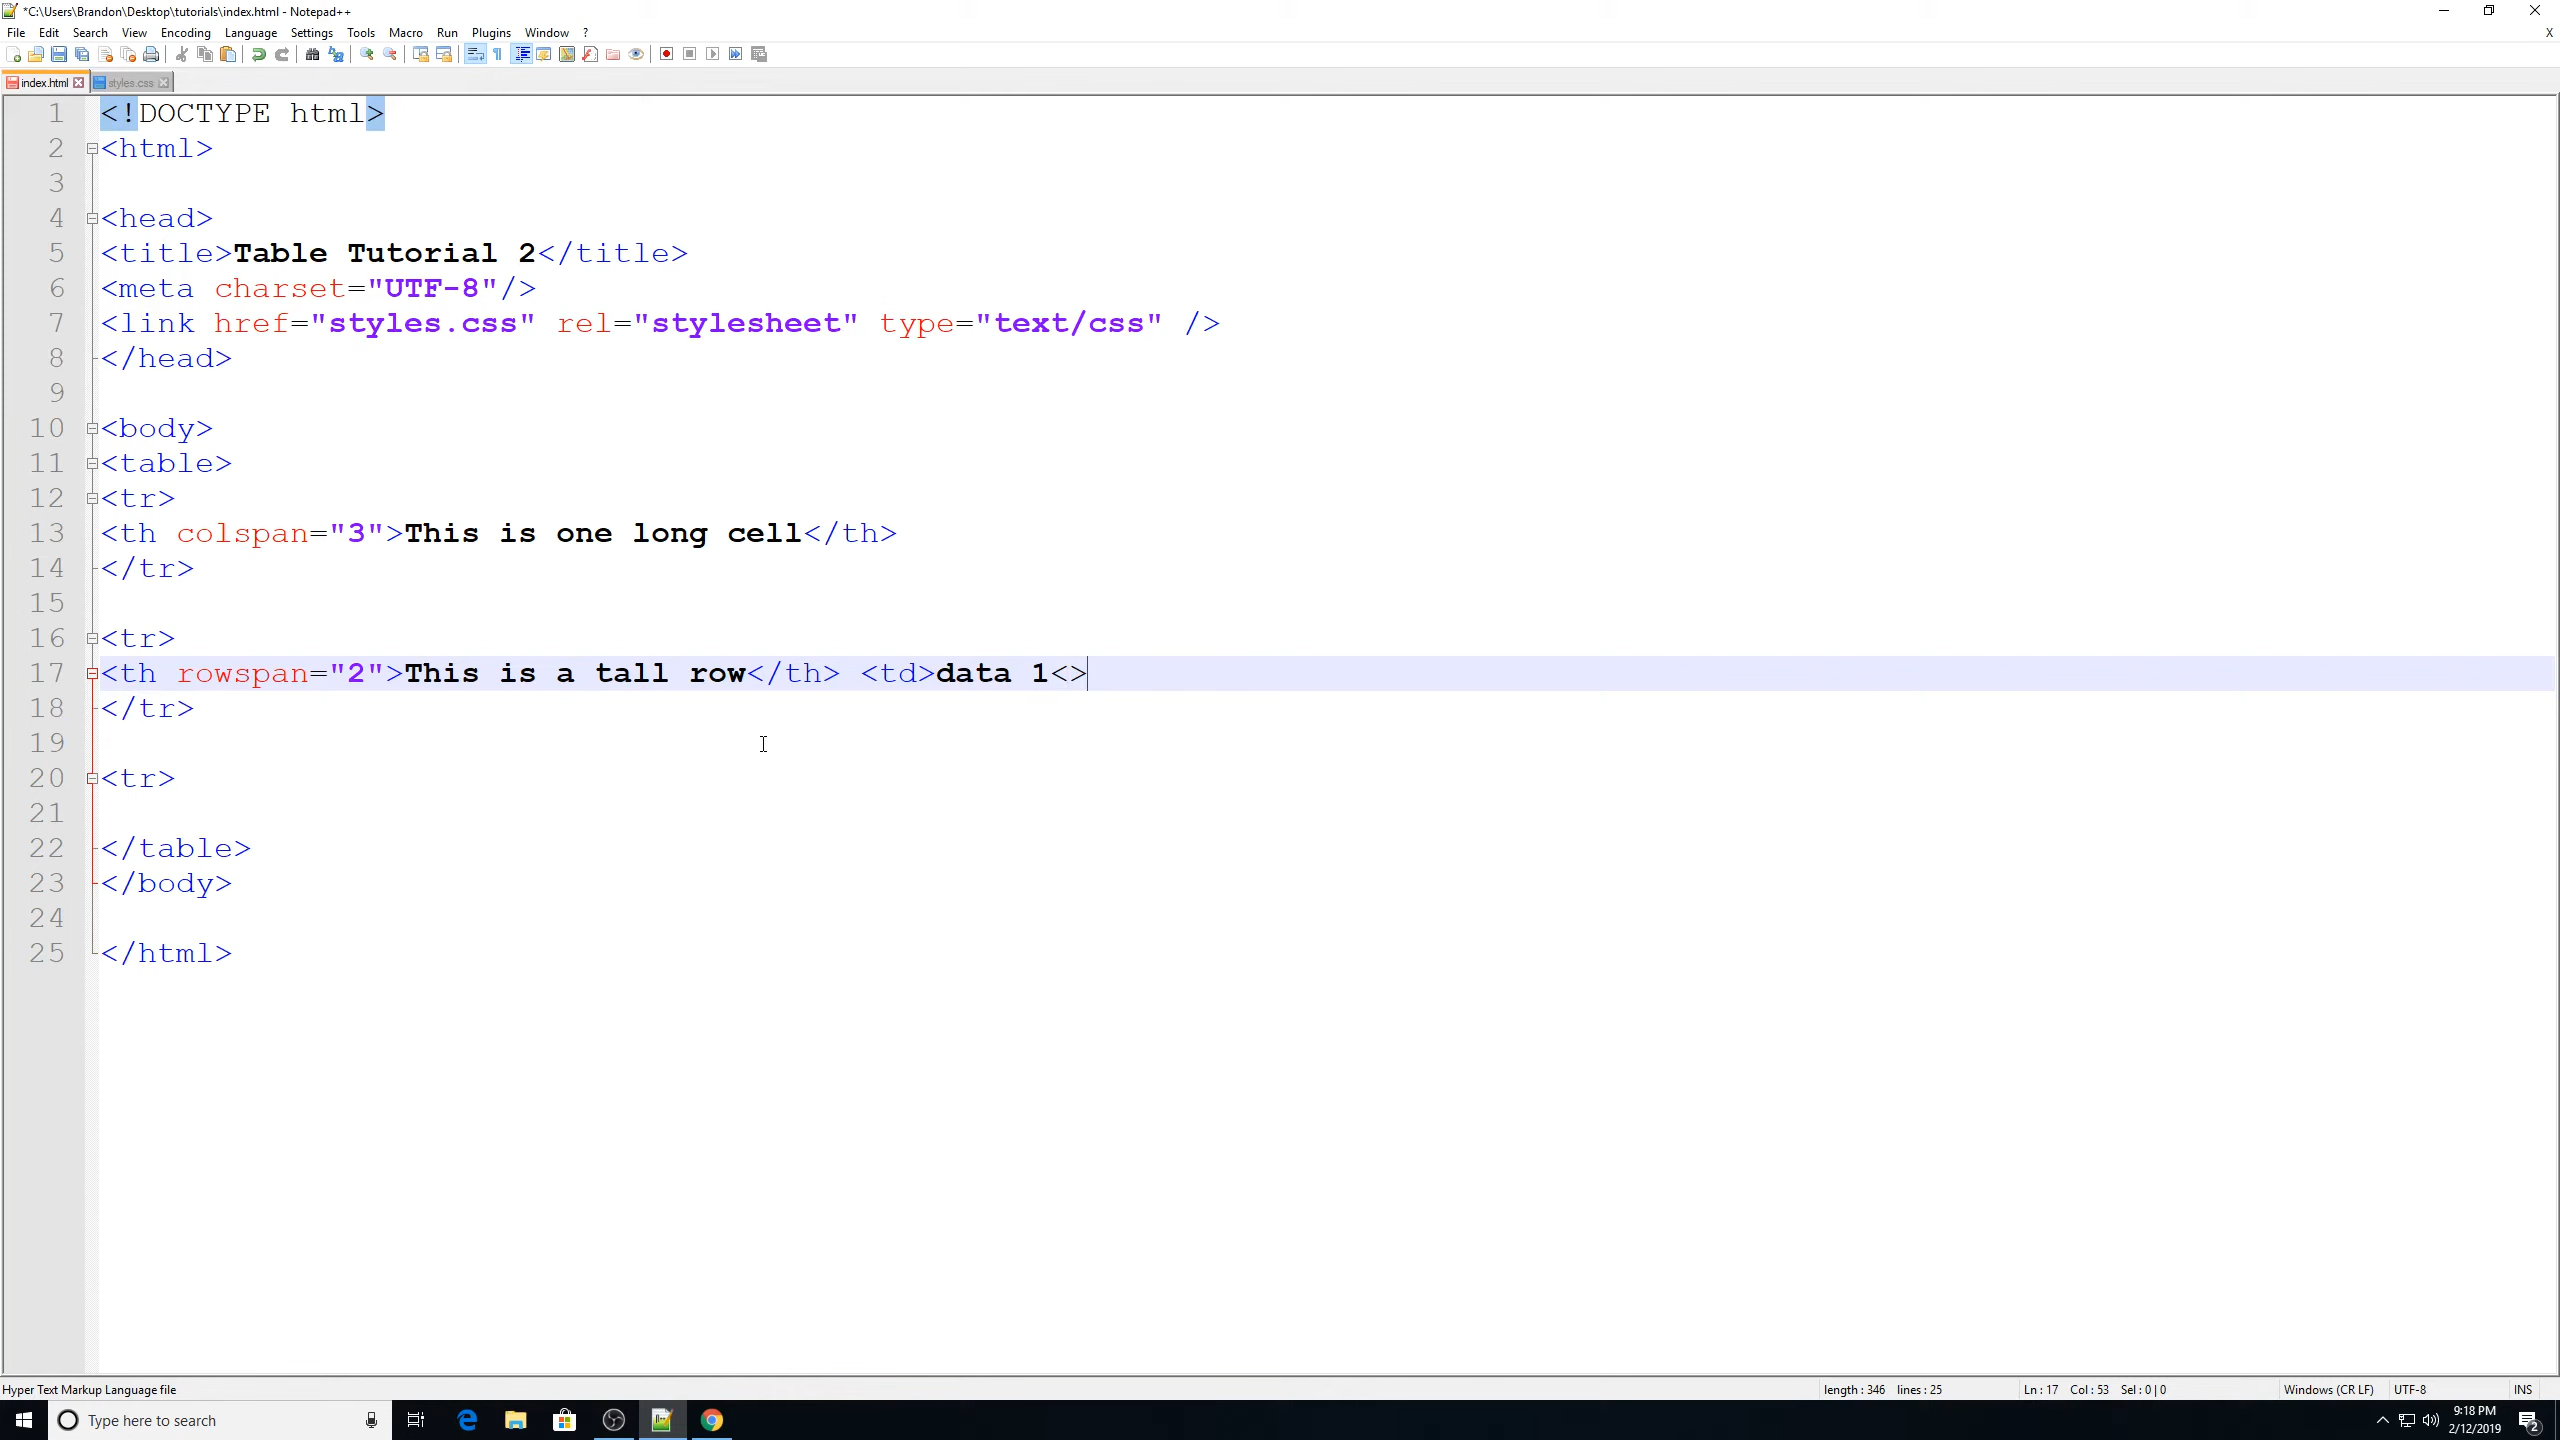 *C:\Users\Brandon\Desktop\tutorials\index.html - Notepad++
File Edit Search View Encoding Language Settings Tools Macro Run Plugins Window ?
X
index.html styles.css
1 <!DOCTYPE html>
2 <html>
3
4 <head>
5 <title>Table Tutorial 2</title>
6 <meta charset="UTF-8"/>
7 <link href="styles.css" rel="stylesheet" type="text/css" />
8 </head>
9
10 <body>
11 <table>
12 <tr>
13 <th colspan="3">This is one long cell</th>
14 </tr>
15
16 <tr>
17 <th rowspan="2">This is a tall row</th> <td>data 1<>
18 </tr>
19
20 <tr>
21
22 </table>
23 </body>
24
25 </html>
Hyper Text Markup Language file length : 346 lines : 25 Ln : 17 Col : 53 Sel : 0 | 0 Windows (CR LF) UTF-8 INS
Type here to search
9:18 PM
2/12/2019
2